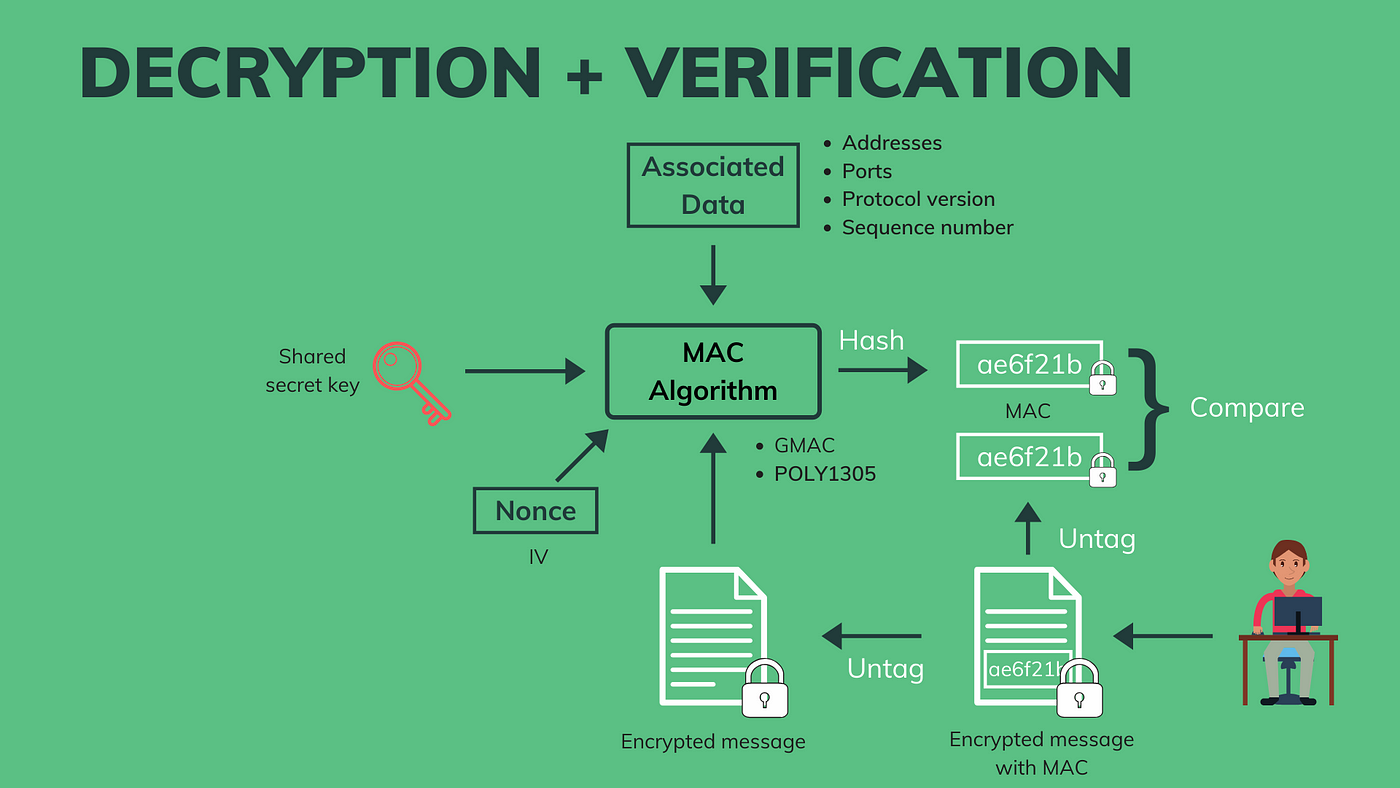 DECRYPTION + VERIFICATION
Associated
Data
• Addresses
• Ports
• Protocol version
• Sequence number
Shared
secret key
MAC
Algorithm
Hash
ae6f21b
MAC
ae6f21b
Compare
• GMAC
• POLY1305
Nonce
IV
Untag
ae6f21b
Untag
Encrypted message
Encrypted message
with MAC